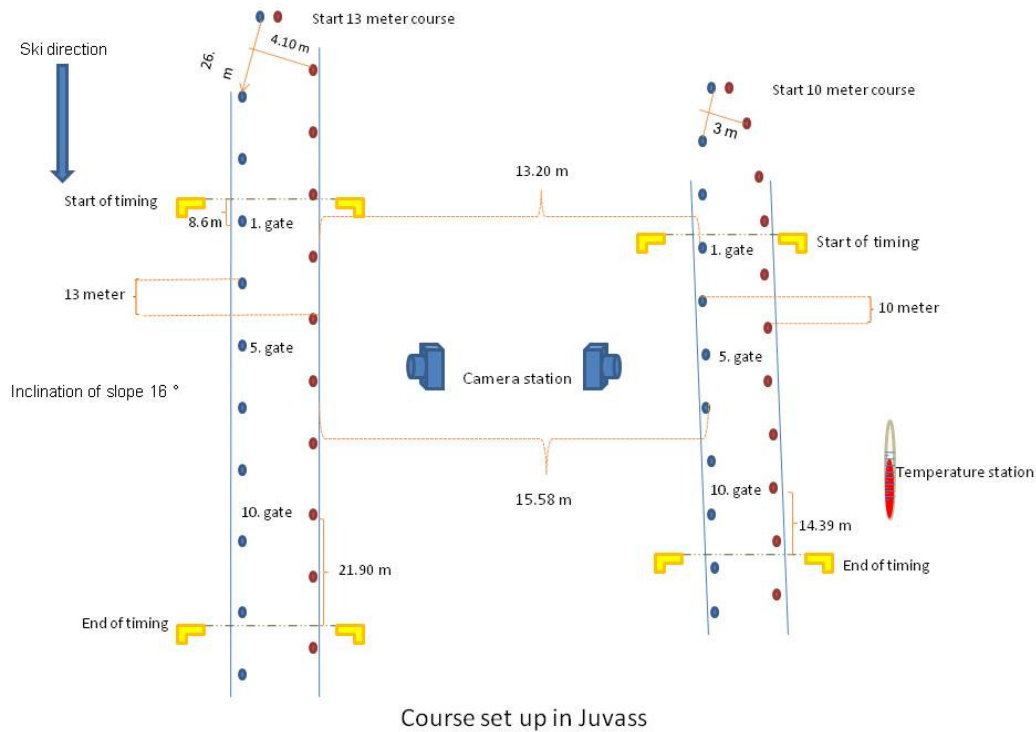 Start 13 meter course
4.10 m
26.
m
Ski direction
Start 10 meter course
3 m
13.20 m
Start of timing
8.6 m
1. gate
Start of timing
1. gate
13 meter
10 meter
5. gate
5. gate
Camera station
Inclination of slope 16 °
Temperature station
10. gate
10. gate
15.58 m
14.39 m
21.90 m
End of timing
End of timing
Course set up in Juvass